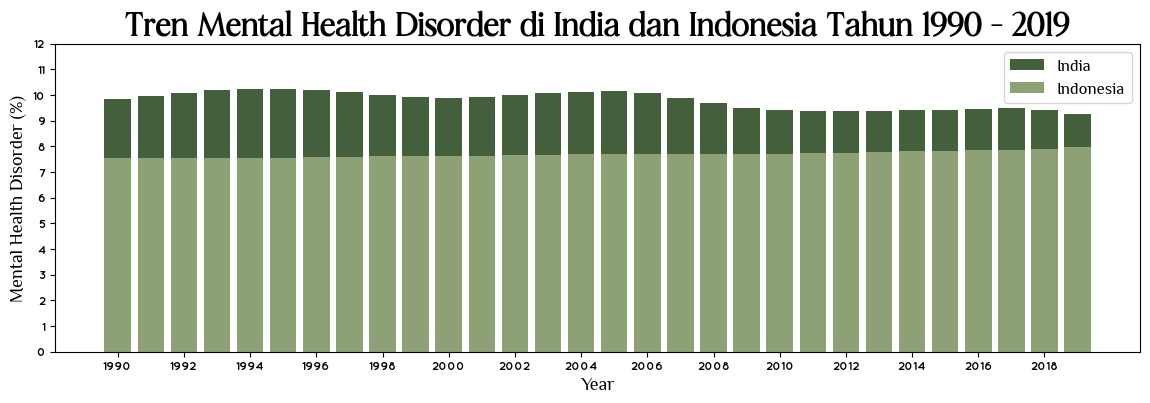 Tren Mental Health Disorder di India dan Indonesia Tahun 1990 - 2019
Mental Health Disorder (%)
12
11
10
9
8
7
6
5
4
3
2
1
0
India
Indonesia
1990 1992 1994 1996 1998 2000 2002 2004 2006 2008 2010 2012 2014 2016 2018
Year